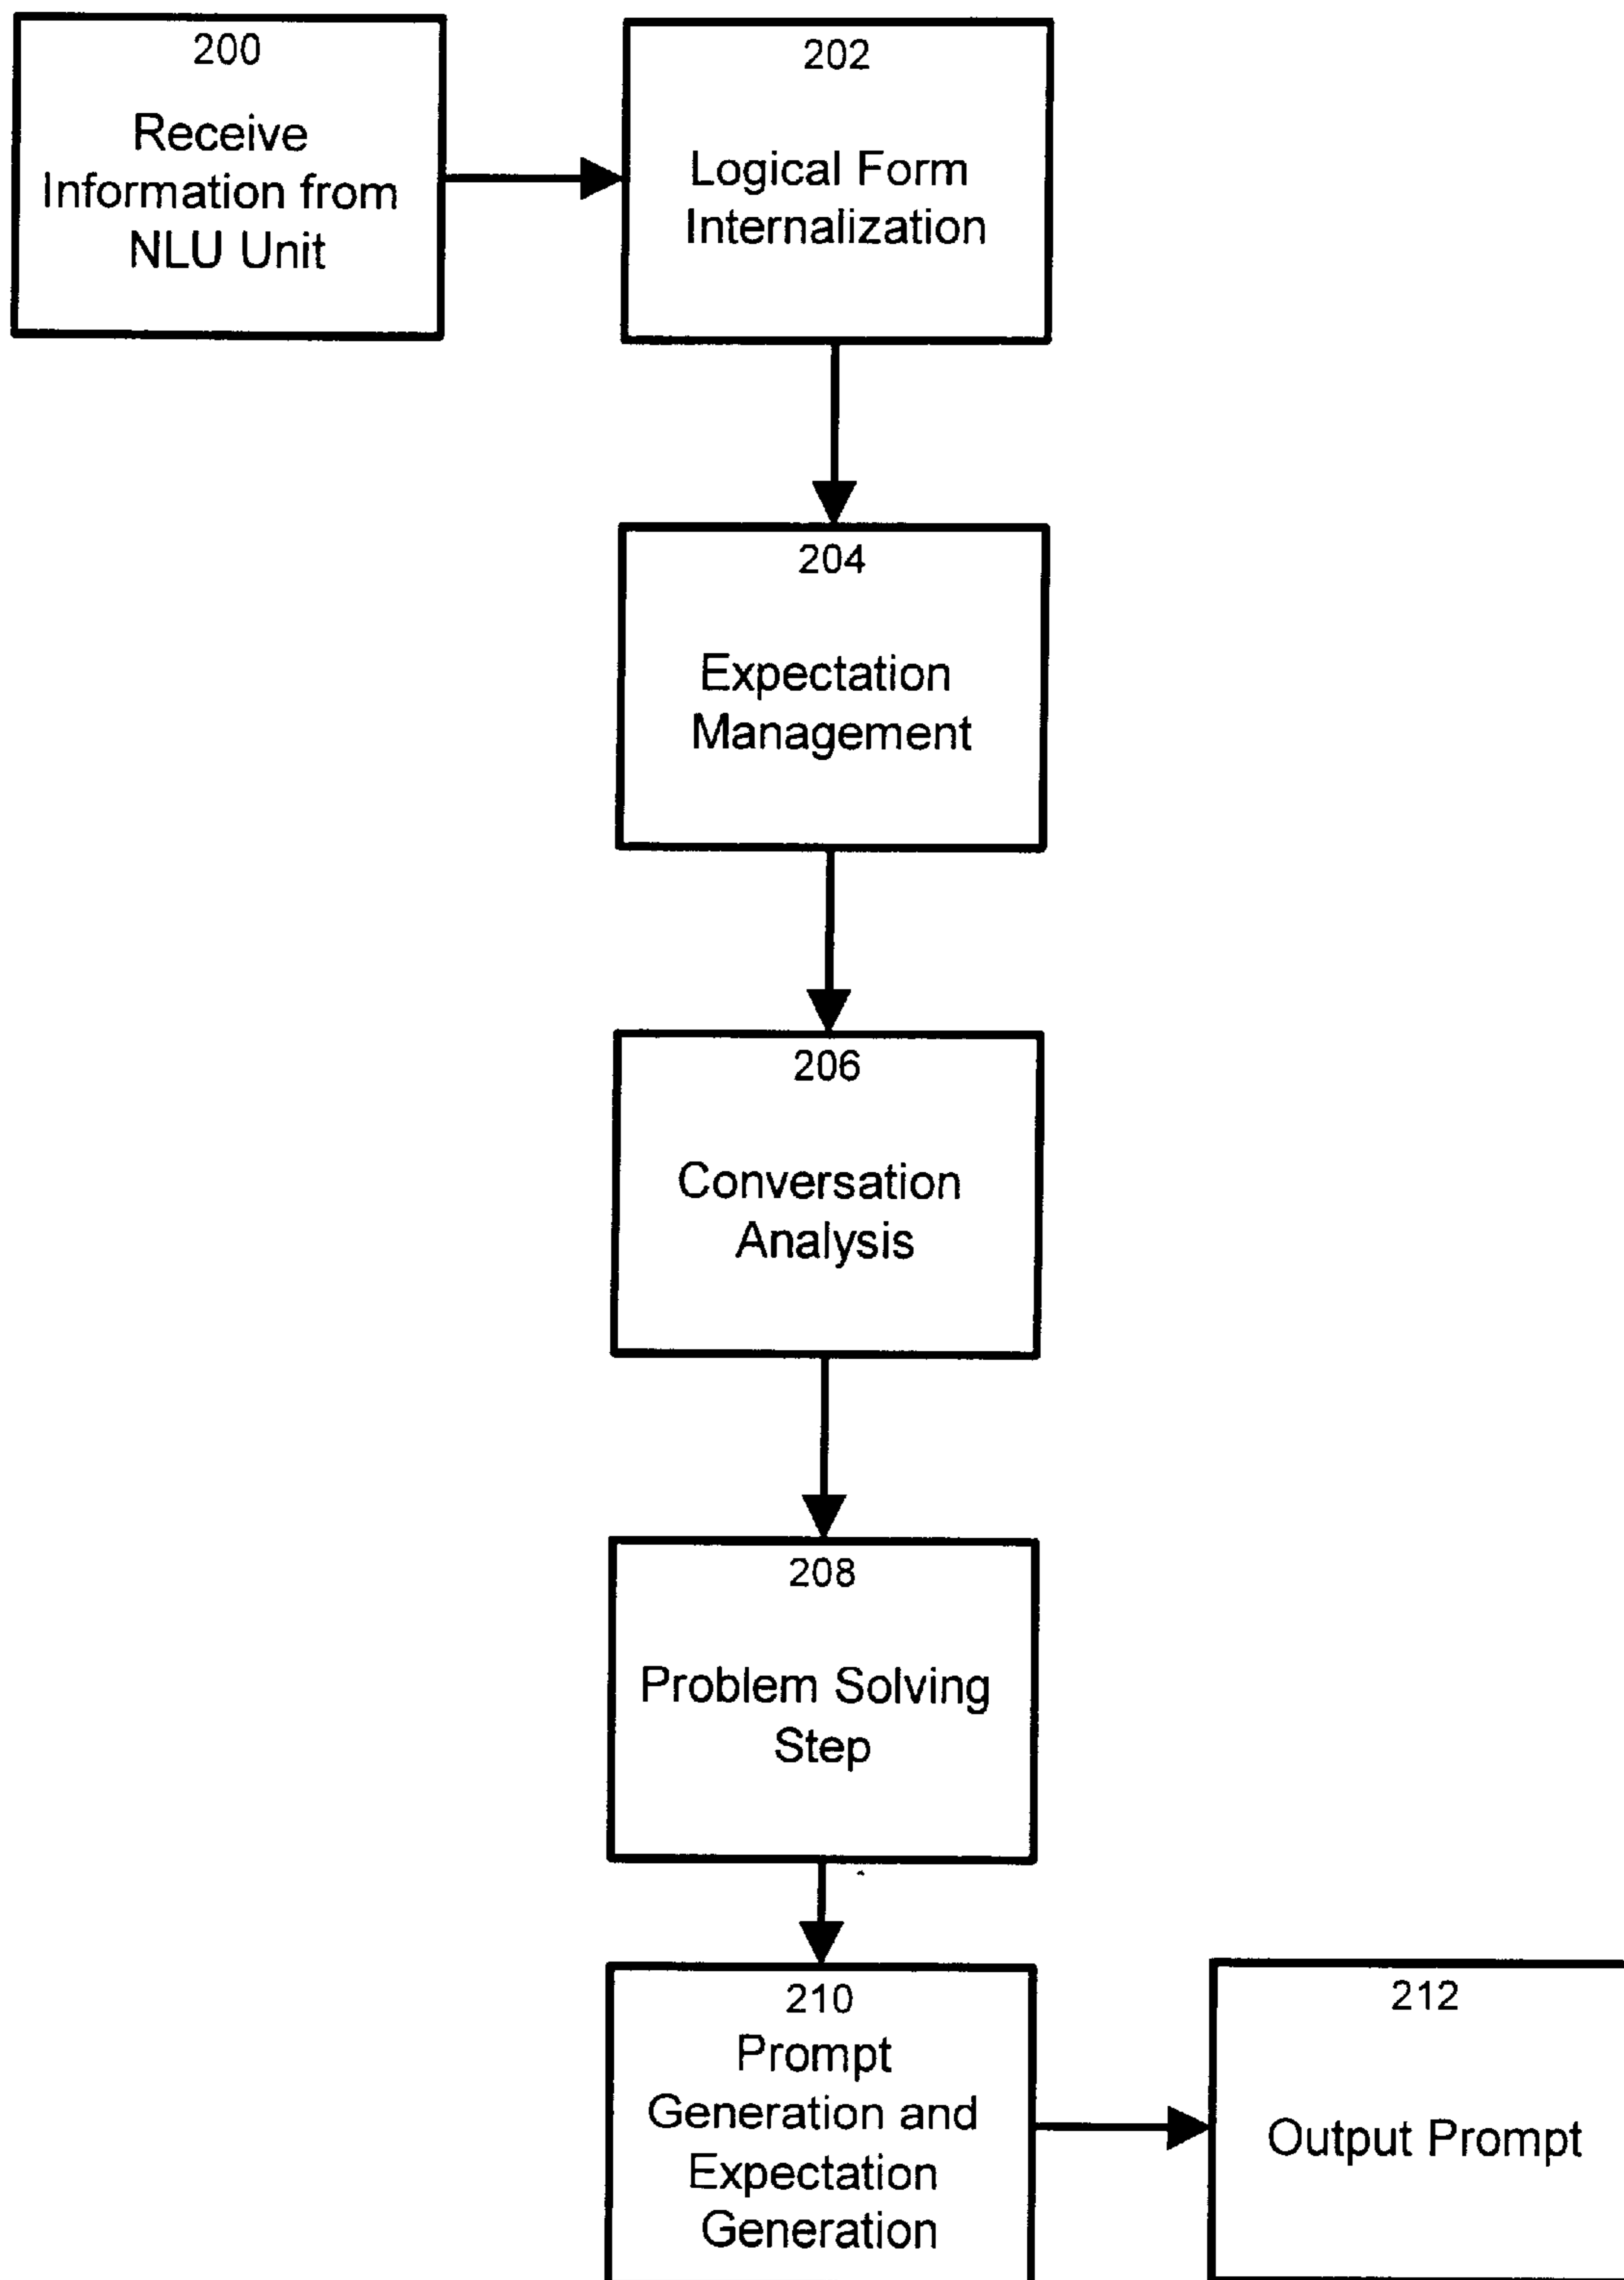 200
Receive
Information from
NLU Unit
202
Logical Form
Internalization
204
Expectation
Management
206
Conversation
Analysis
208
Problem Solving
Step
210
Prompt
Generation and
Expectation
Generation
212
Output Prompt